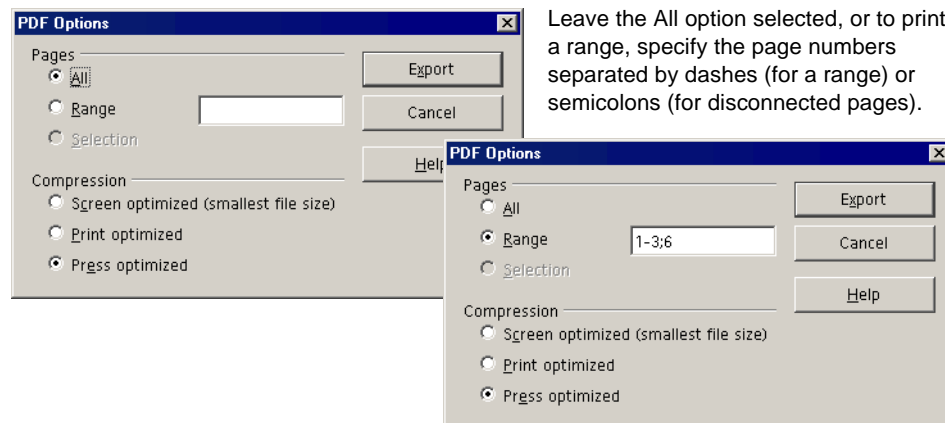 PDF Options
Pages
All
Export
Range
Cancel
Selection
Compression
Screen optimized (smallest file size)
Print optimized
Press optimized
Leave the All option selected, or to print
a range, specify the page numbers
separated by dashes (for a range) or
semicolons (for disconnected pages).
PDF Options
Pages
All
Export
Range 1-3;6
Cancel
Selection
Help
Compression
Screen optimized (smallest file size)
Print optimized
Press optimized